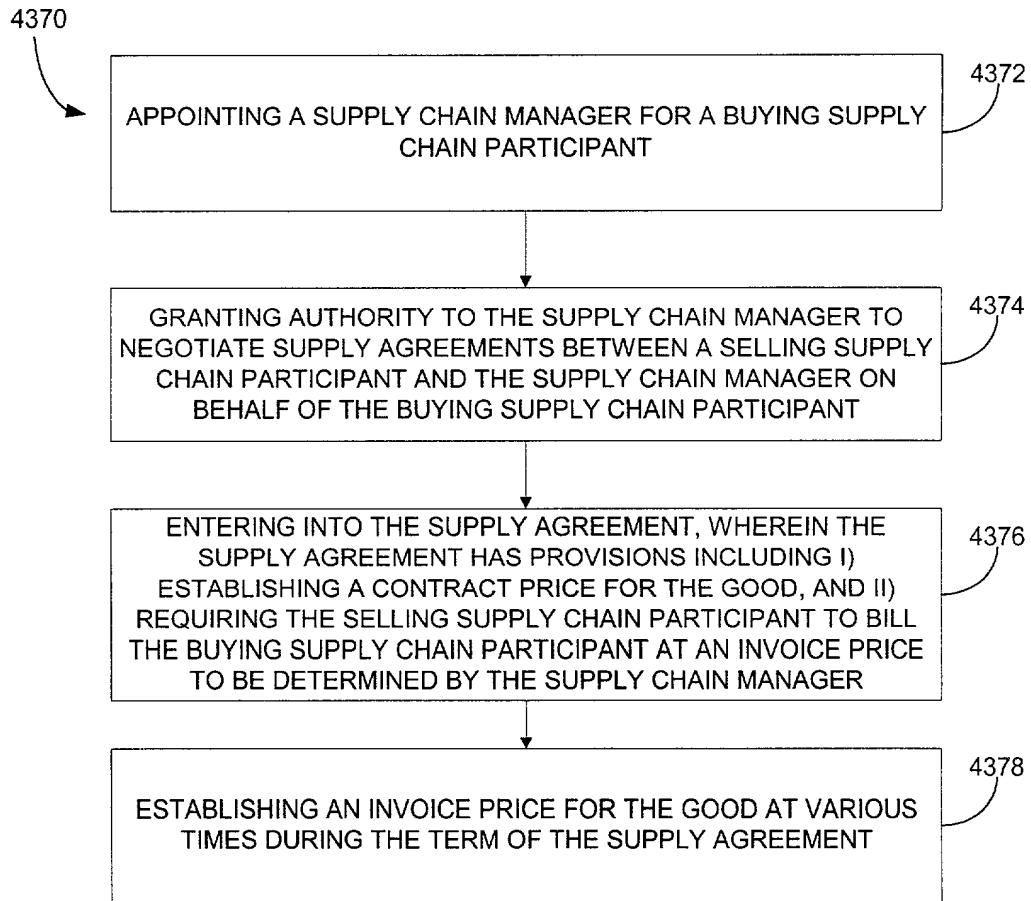 4370
4372
APPOINTING A SUPPLY CHAIN MANAGER FOR A BUYING SUPPLY
CHAIN PARTICIPANT
4374
GRANTING AUTHORITY TO THE SUPPLY CHAIN MANAGER TO
NEGOTIATE SUPPLY AGREEMENTS BETWEEN A SELLING SUPPLY
CHAIN PARTICIPANT AND THE SUPPLY CHAIN MANAGER ON
BEHALF OF THE BUYING SUPPLY CHAIN PARTICIPANT
4376
ENTERING INTO THE SUPPLY AGREEMENT, WHEREIN THE
SUPPLY AGREEMENT HAS PROVISIONS INCLUDING I)
ESTABLISHING A CONTRACT PRICE FOR THE GOOD, AND II)
REQUIRING THE SELLING SUPPLY CHAIN PARTICIPANT TO BILL
THE BUYING SUPPLY CHAIN PARTICIPANT AT AN INVOICE PRICE
TO BE DETERMINED BY THE SUPPLY CHAIN MANAGER
4378
ESTABLISHING AN INVOICE PRICE FOR THE GOOD AT VARIOUS
TIMES DURING THE TERM OF THE SUPPLY AGREEMENT